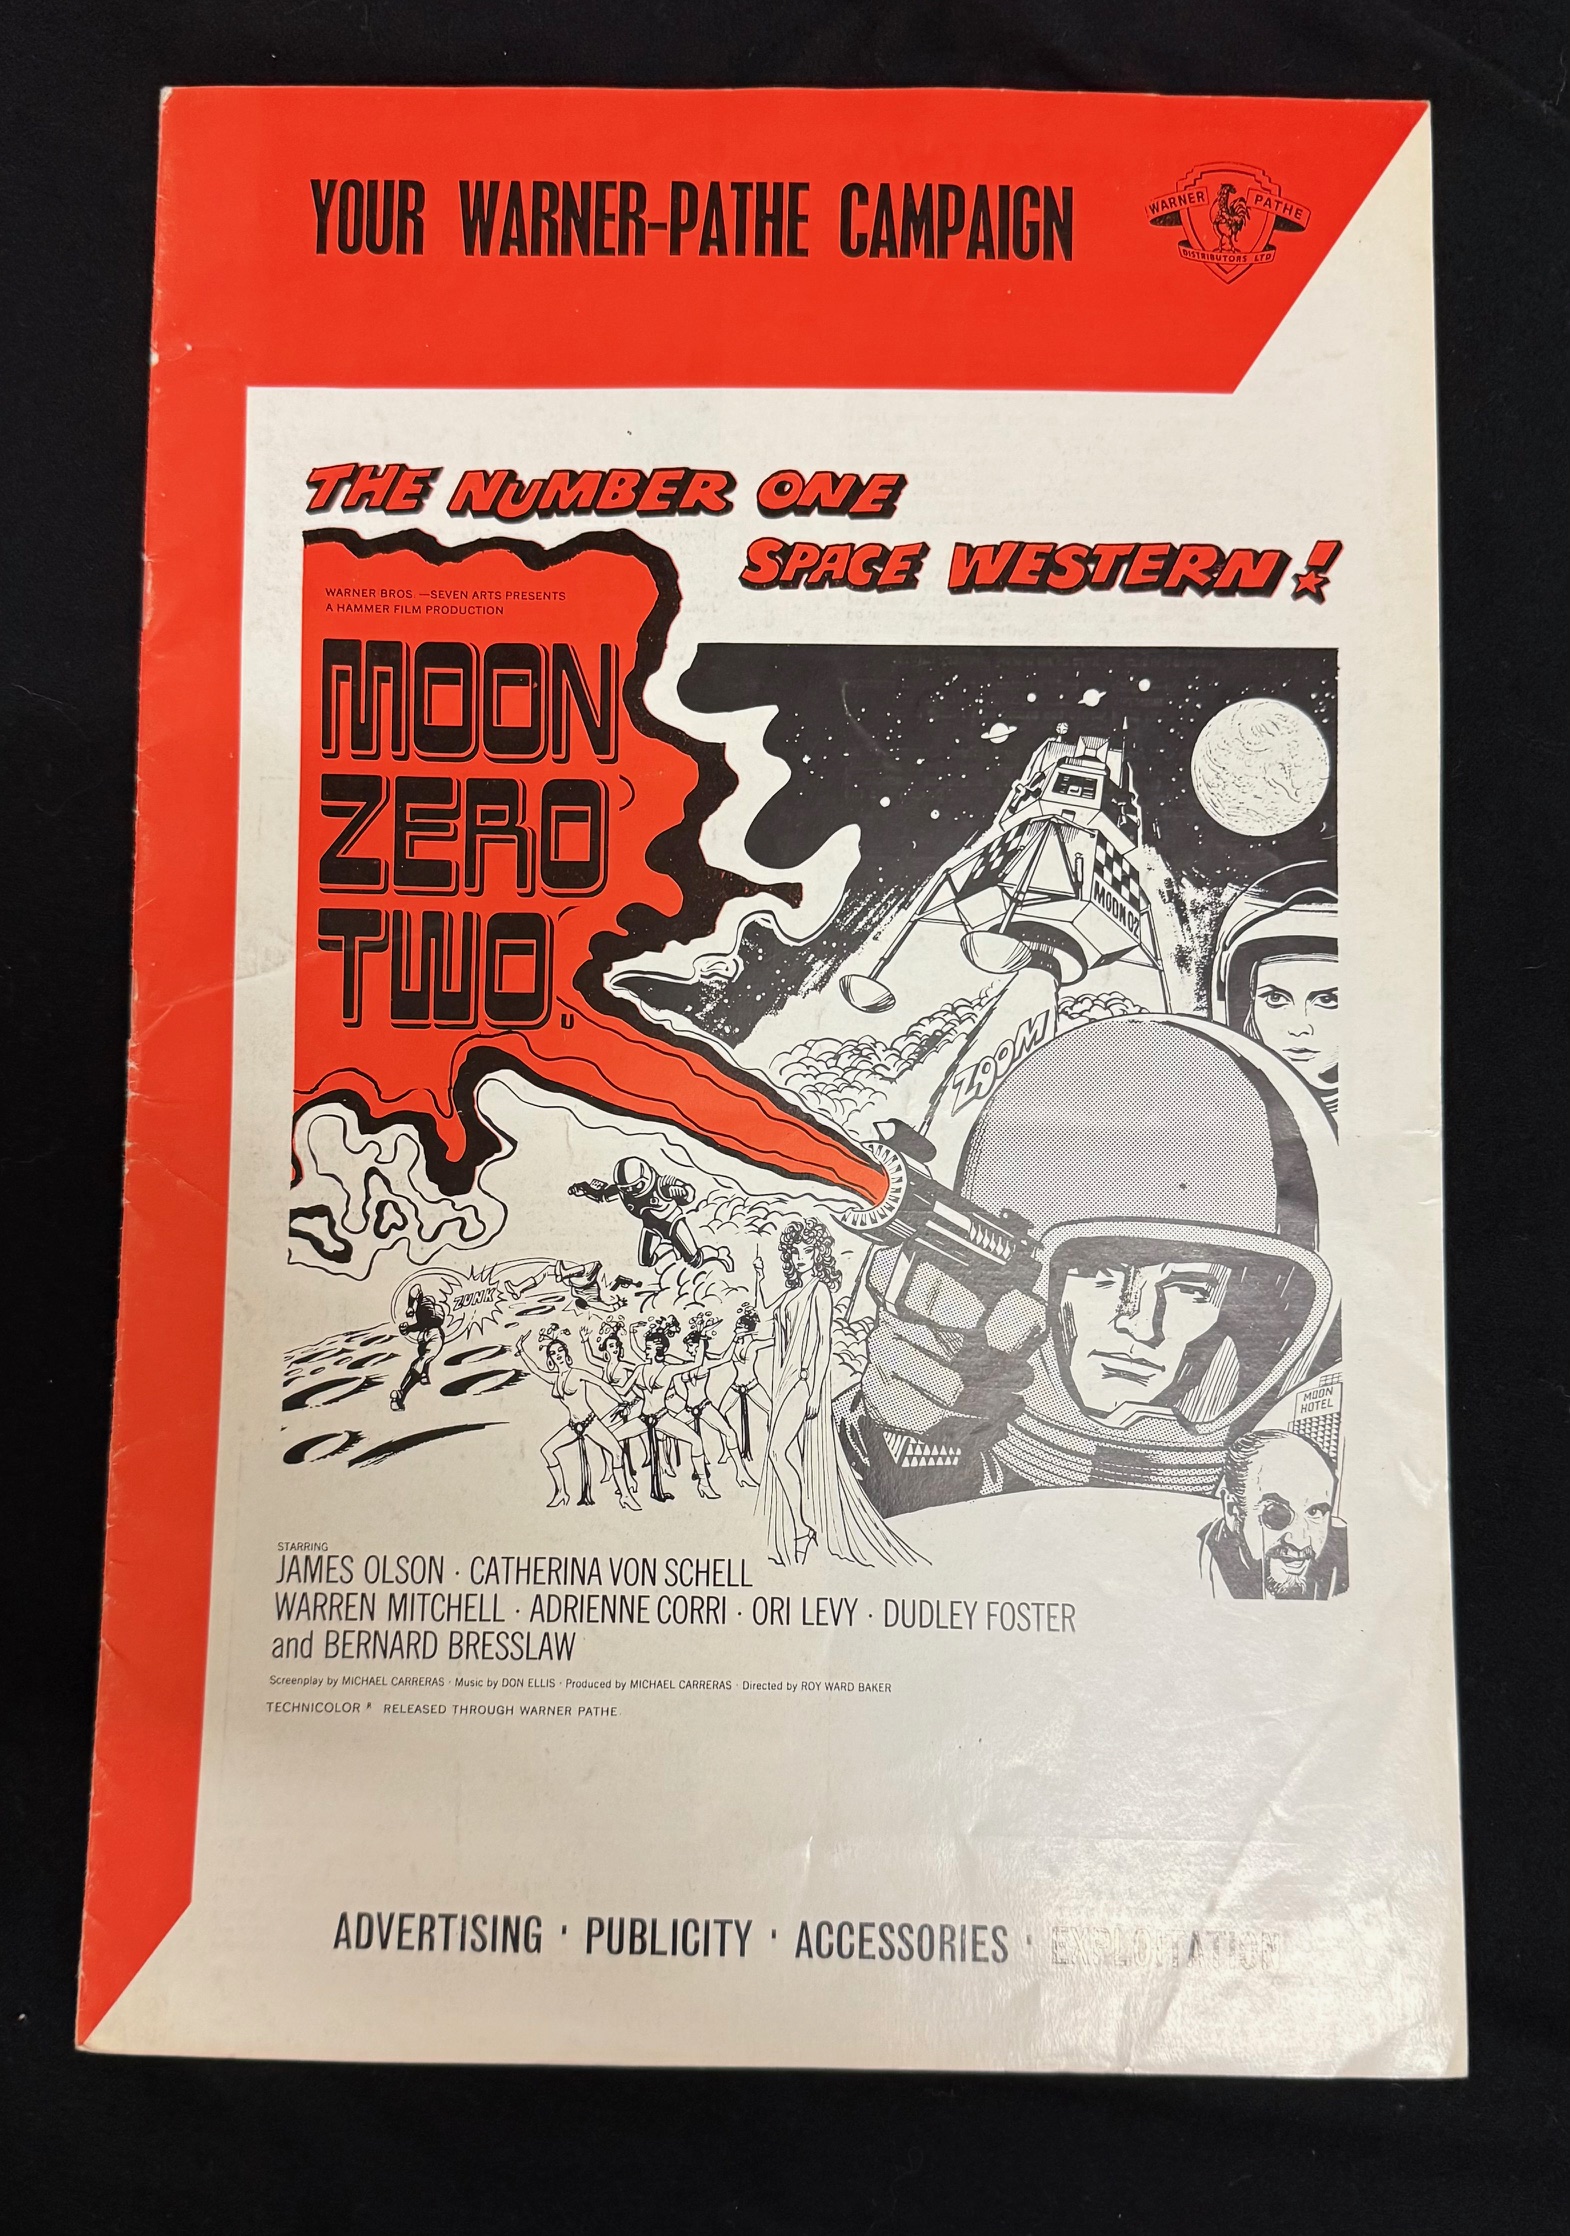 YOUR WARNER-PATHE CAMPAIGN
WARNER PATHE
DISTRIBUTORS LTD
THE NUMBER ONE
SPACE WESTERN!
WARNER BROS.—SEVEN ARTS PRESENTS
A HAMMER FILM PRODUCTION
MOON
ZERO
TWO
U
MOON 02
ZOOM
ZUNK
MOON
HOTEL
STARRING
JAMES OLSON · CATHERINA VON SCHELL
WARREN MITCHELL · ADRIENNE CORRI · ORI LEVY · DUDLEY FOSTER
and BERNARD BRESSLAW
Screenplay by MICHAEL CARRERAS · Music by DON ELLIS · Produced by MICHAEL CARRERAS · Directed by ROY WARD BAKER
TECHNICOLOR ® RELEASED THROUGH WARNER PATHE
ADVERTISING · PUBLICITY · ACCESSORIES · EXPLOITATION